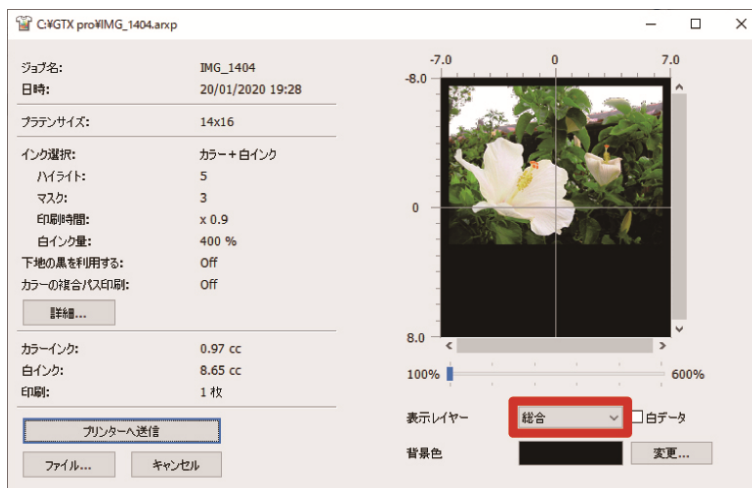 C:¥GTX pro¥IMG_1404.arxp
ジョブ名: IMG_1404
日時: 20/01/2020 19:28
プラテンサイズ: 14x16
インク選択: カラー+白インク
ハイライト: 5
マスク: 3
印刷時間: x 0.9
白インク量: 400 %
下地の黒を利用する: Off
カラーの複合パス印刷: Off
詳細...
カラーインク: 0.97 cc
白インク: 8.65 cc
印刷: 1 枚
プリンターへ送信
ファイル... キャンセル
-7.0 0 7.0
-8.0
0
8.0
100% 600%
表示レイヤー 総合 白データ
背景色 変更...